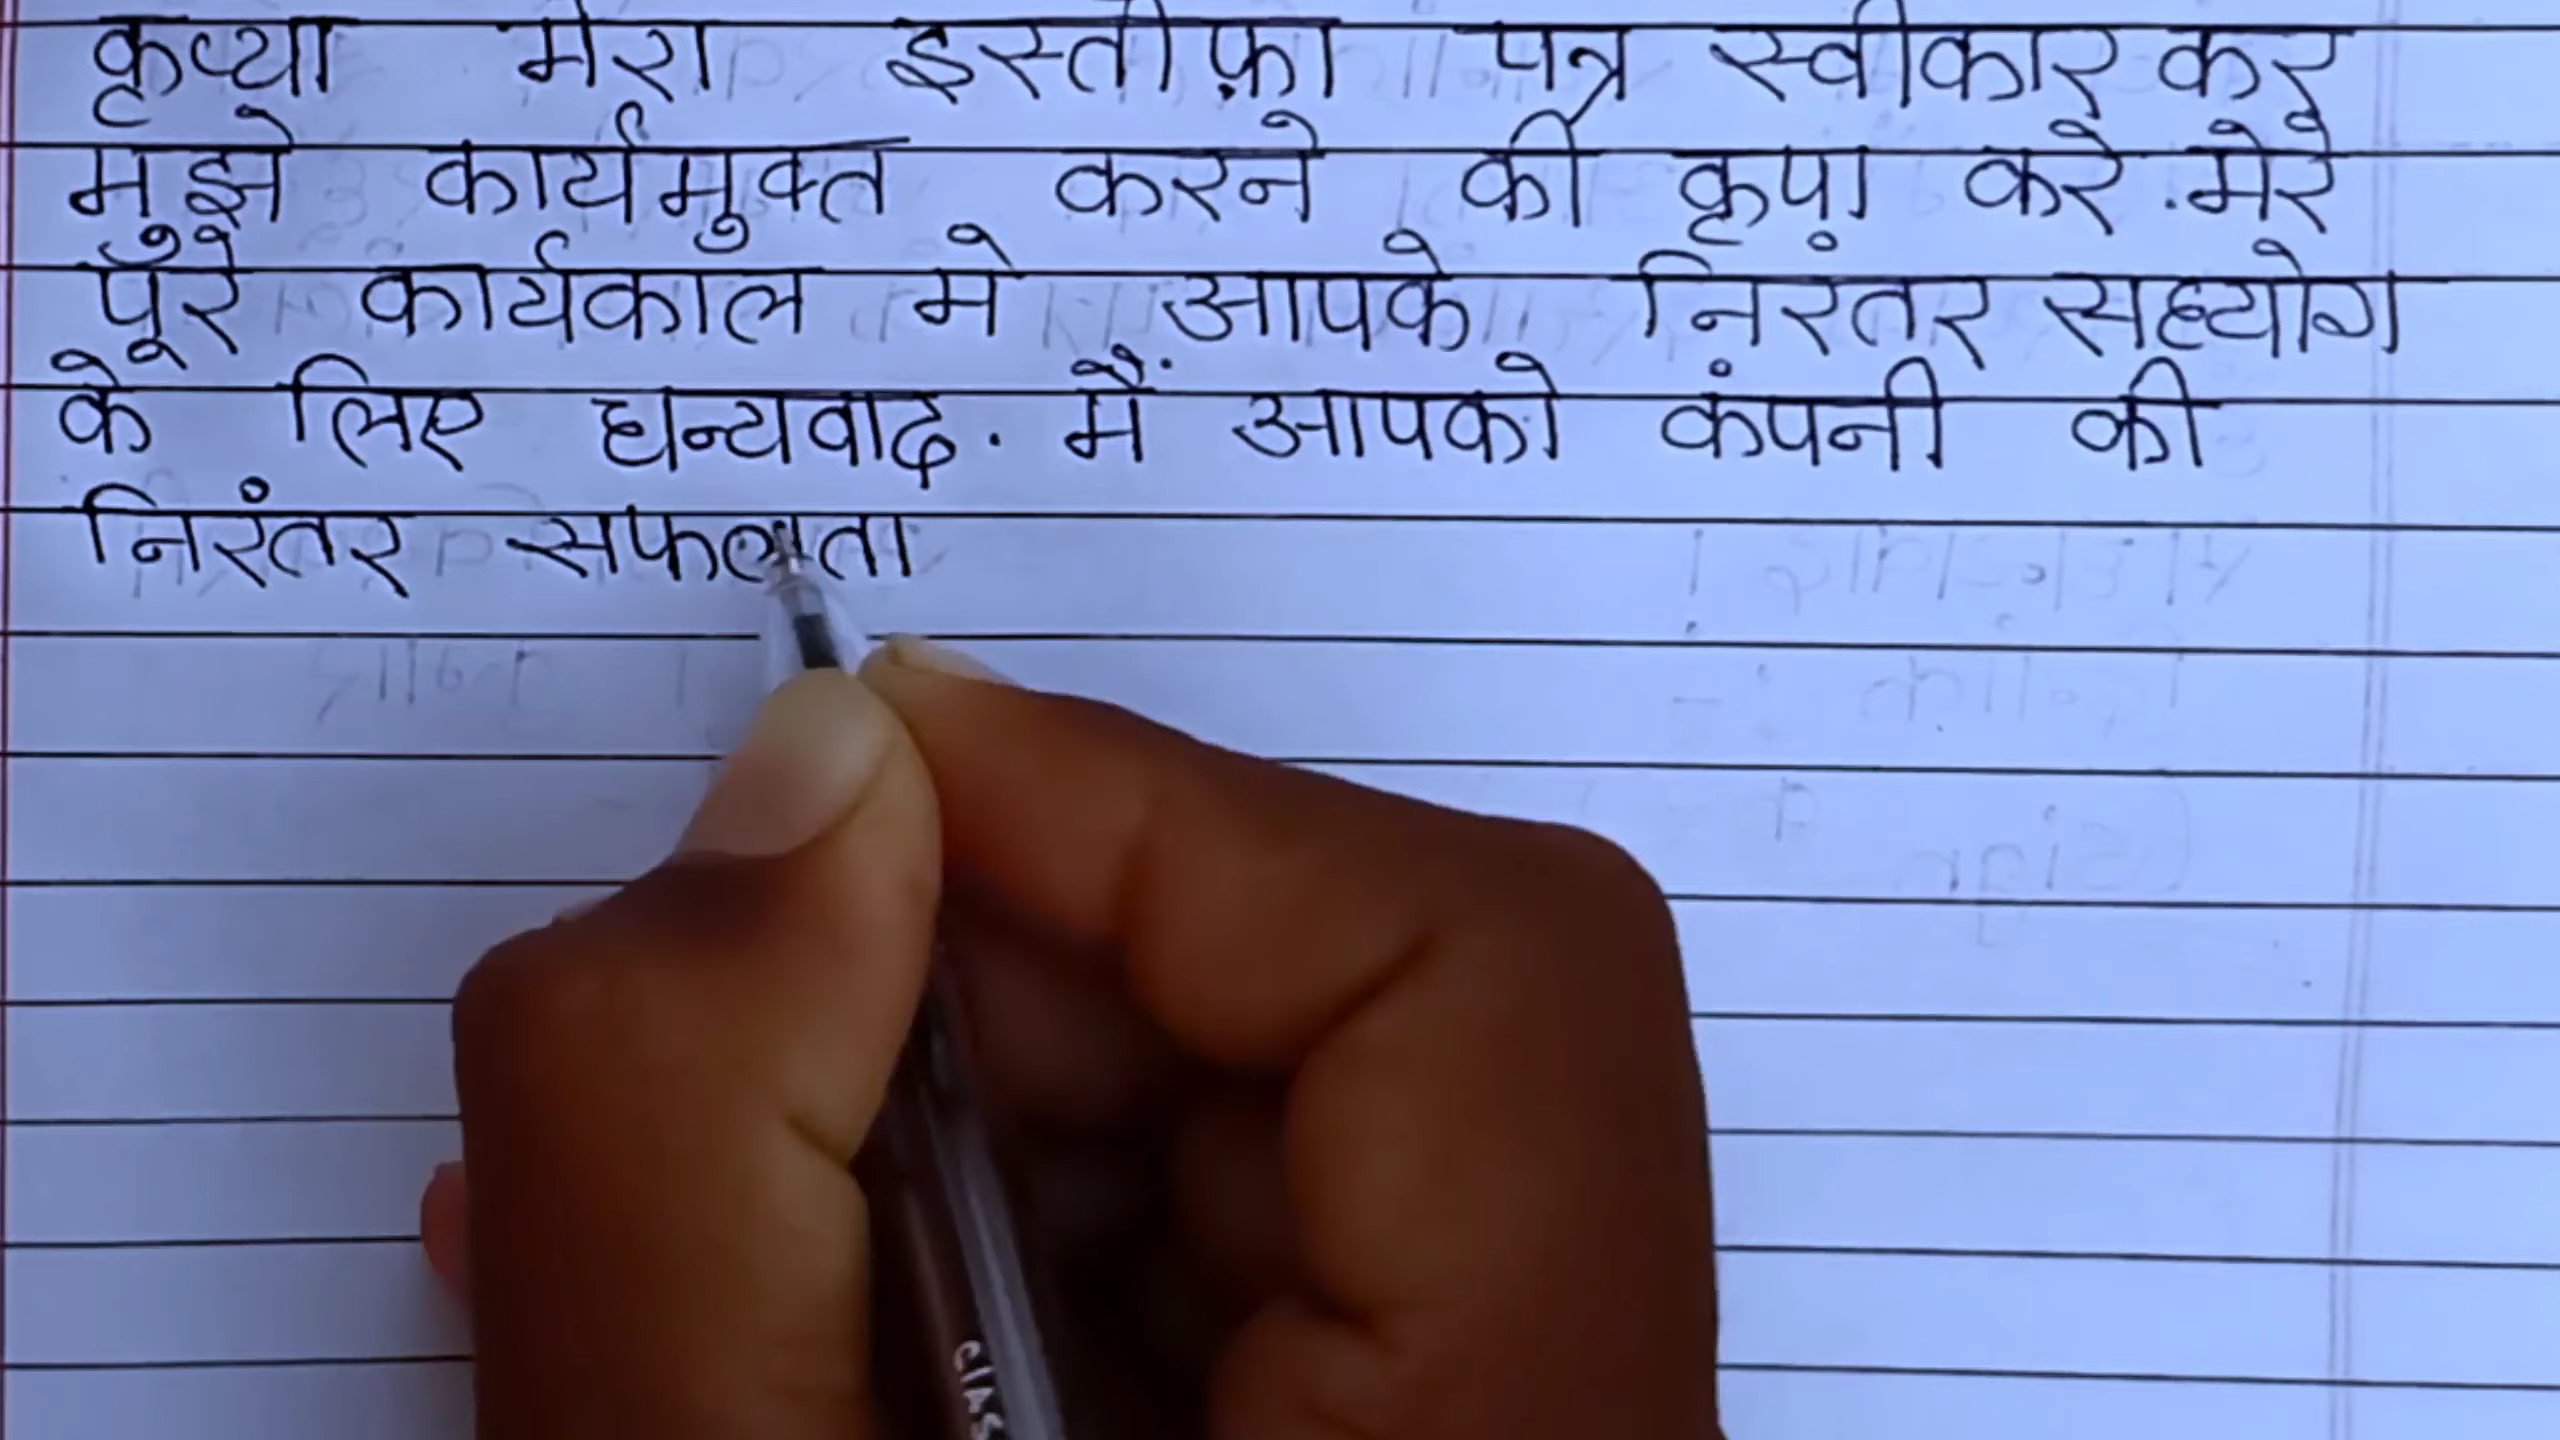 कृप्या मेरा इस्तीफ़ा पत्र स्वीकार कर
मुझे कार्यमुक्त करने की कृपा करे . मेरे
पूरे कार्यकाल मे आपके निरंतर सहयोग
के लिए धन्यवाद . मैं आपको कंपनी की
निरंतर सफलता